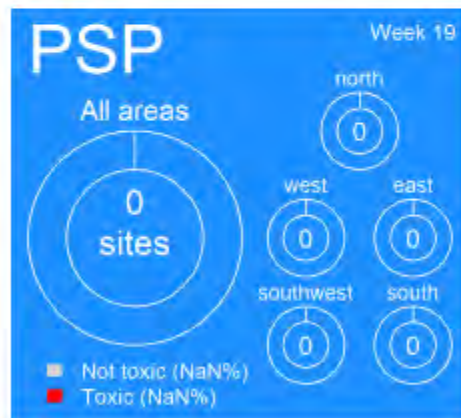 PSP
Week 19
All areas
0
sites
north
0
west
0
east
0
southwest
0
south
0
Not toxic (NaN%)
Toxic (NaN%)